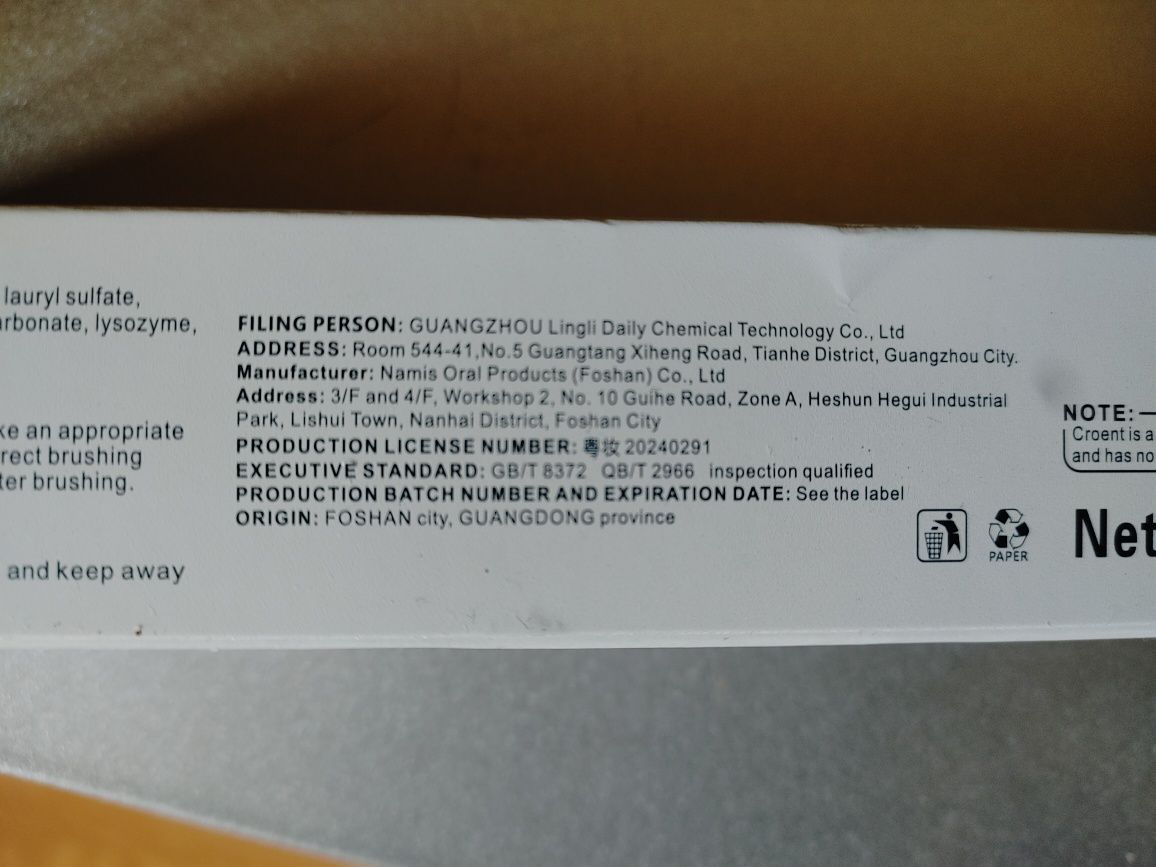 lauryl sulfate,
arbonate, lysozyme,
ke an appropriate
rect brushing
ter brushing.
and keep away
FILING PERSON: GUANGZHOU Lingli Daily Chemical Technology Co., Ltd
ADDRESS: Room 544-41,No.5 Guangtang Xiheng Road, Tianhe District, Guangzhou City.
Manufacturer: Namis Oral Products (Foshan) Co., Ltd
Address: 3/F and 4/F, Workshop 2, No. 10 Guihe Road, Zone A, Heshun Hegui Industrial
Park, Lishui Town, Nanhai District, Foshan City
PRODUCTION LICENSE NUMBER: 粤妆 20240291
EXECUTIVE STANDARD: GB/T 8372 QB/T 2966 inspection qualified
PRODUCTION BATCH NUMBER AND EXPIRATION DATE: See the label
ORIGIN: FOSHAN city, GUANGDONG province
PAPER
NOTE:
Croent is a
and has no
Net